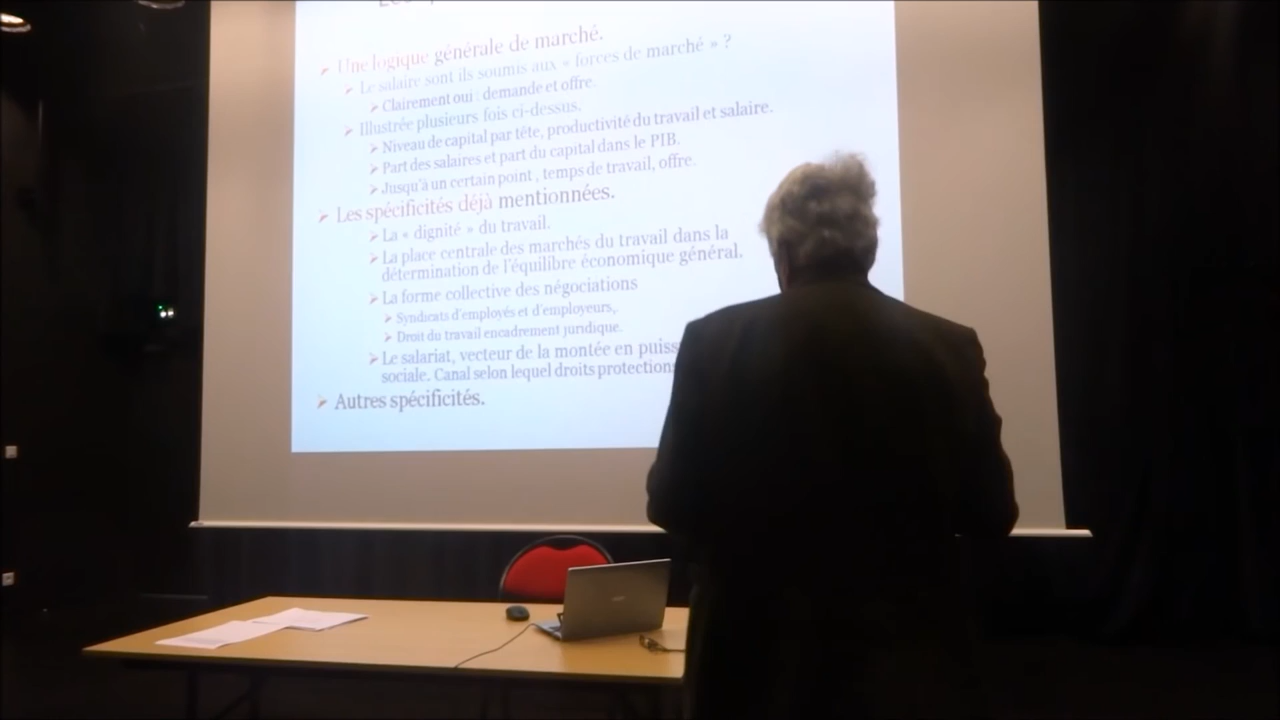 Une logique générale de marché.
Le salaire sont ils soumis aux « forces de marché » ?
Clairement oui : demande et offre.
Illustrée plusieurs fois ci-dessus.
Niveau de capital par tête, productivité du travail et salaire.
Part des salaires et part du capital dans le PIB.
Jusqu'à un certain point , temps de travail, offre.
Les spécificités déjà mentionnées.
La « dignité » du travail.
La place centrale des marchés du travail dans la
détermination de l'équilibre économique général.
La forme collective des négociations
Syndicats d'employés et d'employeurs,.
Droit du travail encadrement juridique.
Le salariat, vecteur de la montée en
sociale. Canal selon lequel droits
Autres spécificités.